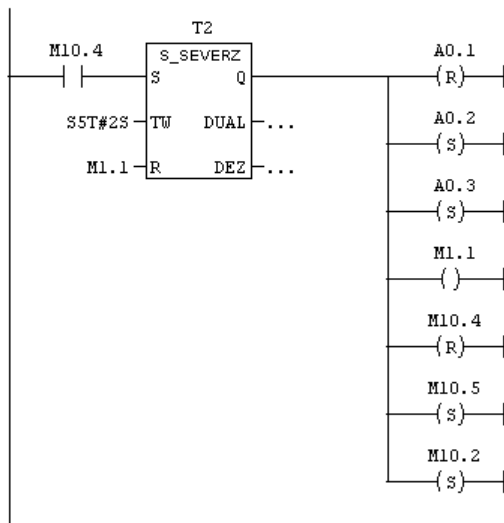 T2
M10.4 S_SEVERZ A0.1
S Q (R)
A0.2
S5T#2S TW DUAL ... (S)
M1.1 R DEZ ...
A0.3
(S)
M1.1
( )
M10.4
(R)
M10.5
(S)
M10.2
(S)